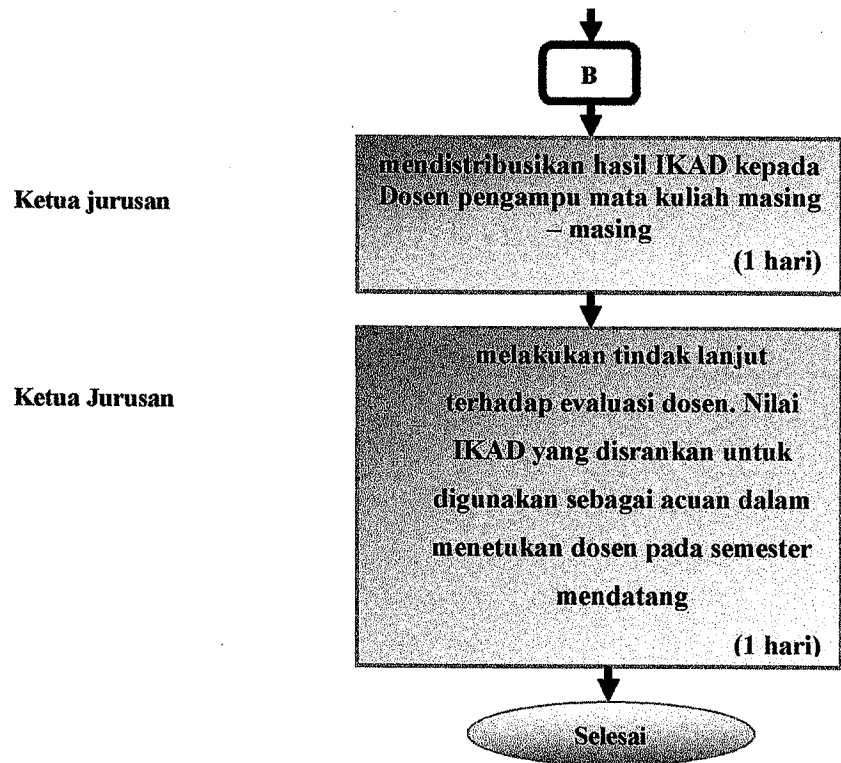 B
Ketua jurusan
mendistribusikan hasil IKAD kepada
Dosen pengampu mata kuliah masing
– masing
(1 hari)
Ketua Jurusan
melakukan tindak lanjut
terhadap evaluasi dosen. Nilai
IKAD yang disrankan untuk
digunakan sebagai acuan dalam
menetukan dosen pada semester
mendatang
(1 hari)
Selesai